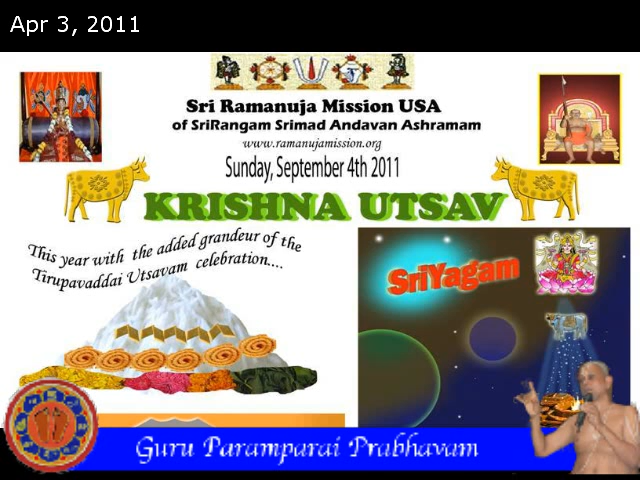 Apr 3, 2011
Sri Ramanuja Mission USA
of SriRangam Srimad Andavan Ashramam
www.ramanujamission.org
Sunday, September 4th 2011
KRISHNA UTSAV
This year with the added grandeur of the
Tirupavaddai Utsavam celebration....
SriYagam
Guru Paramparai Prabhavam